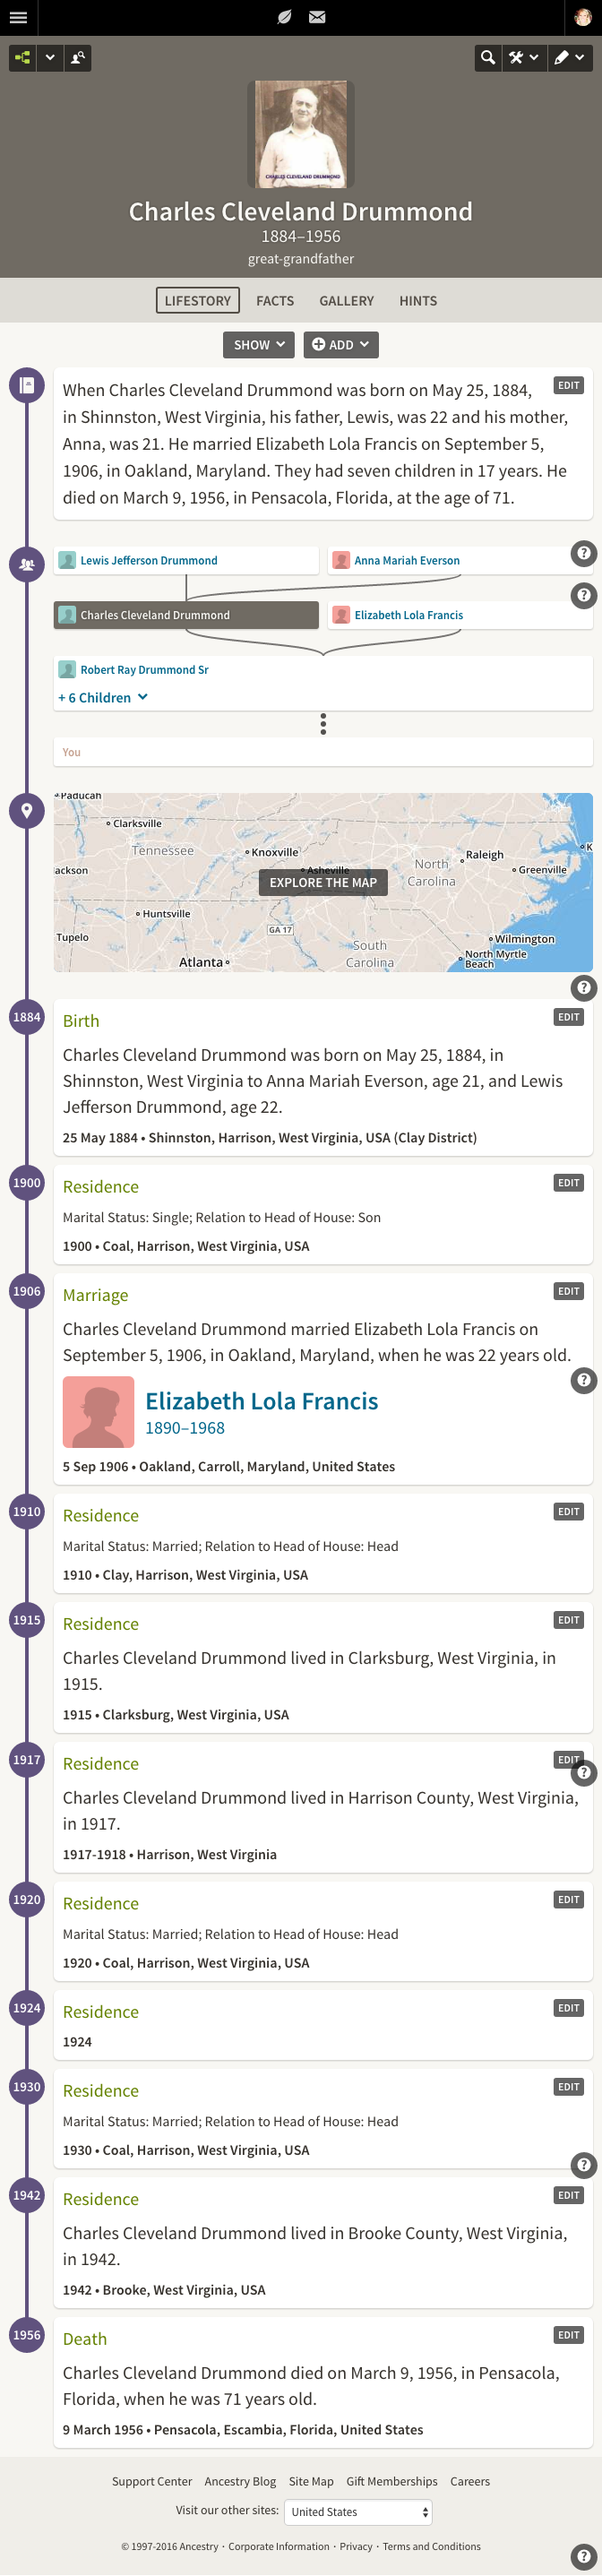 CHARLES CLEVELAND DRUMMOND
Charles Cleveland Drummond
1884–1956
great-grandfather
LIFESTORY FACTS GALLERY HINTS
SHOW ADD
When Charles Cleveland Drummond was born on May 25, 1884, EDIT
in Shinnston, West Virginia, his father, Lewis, was 22 and his mother,
Anna, was 21. He married Elizabeth Lola Francis on September 5,
1906, in Oakland, Maryland. They had seven children in 17 years. He
died on March 9, 1956, in Pensacola, Florida, at the age of 71.
?
Lewis Jefferson Drummond Anna Mariah Everson
?
Charles Cleveland Drummond Elizabeth Lola Francis
Robert Ray Drummond Sr
+ 6 Children
You
Paducah
Clarksville
Tennessee
Knoxville
Raleigh
K
ackson
Asheville
North
Carolina
Greenville
EXPLORE THE MAP
Huntsville
GA 17
Tupelo
Wilmington
South
Carolina
North Myrtle
Beach
Atlanta
?
1884 Birth EDIT
Charles Cleveland Drummond was born on May 25, 1884, in
Shinnston, West Virginia to Anna Mariah Everson, age 21, and Lewis
Jefferson Drummond, age 22.
25 May 1884 • Shinnston, Harrison, West Virginia, USA (Clay District)
1900 Residence EDIT
Marital Status: Single; Relation to Head of House: Son
1900 • Coal, Harrison, West Virginia, USA
1906 Marriage EDIT
Charles Cleveland Drummond married Elizabeth Lola Francis on
September 5, 1906, in Oakland, Maryland, when he was 22 years old.
?
Elizabeth Lola Francis
1890–1968
5 Sep 1906 • Oakland, Carroll, Maryland, United States
1910 Residence EDIT
Marital Status: Married; Relation to Head of House: Head
1910 • Clay, Harrison, West Virginia, USA
1915 Residence EDIT
Charles Cleveland Drummond lived in Clarksburg, West Virginia, in
1915.
1915 • Clarksburg, West Virginia, USA
1917 Residence EDIT
?
Charles Cleveland Drummond lived in Harrison County, West Virginia,
in 1917.
1917-1918 • Harrison, West Virginia
1920 Residence EDIT
Marital Status: Married; Relation to Head of House: Head
1920 • Coal, Harrison, West Virginia, USA
1924 Residence EDIT
1924
1930 Residence EDIT
Marital Status: Married; Relation to Head of House: Head
1930 • Coal, Harrison, West Virginia, USA
?
1942 Residence EDIT
Charles Cleveland Drummond lived in Brooke County, West Virginia,
in 1942.
1942 • Brooke, West Virginia, USA
1956 Death EDIT
Charles Cleveland Drummond died on March 9, 1956, in Pensacola,
Florida, when he was 71 years old.
9 March 1956 • Pensacola, Escambia, Florida, United States
Support Center Ancestry Blog Site Map Gift Memberships Careers
Visit our other sites: United States
© 1997-2016 Ancestry · Corporate Information · Privacy · Terms and Conditions
?